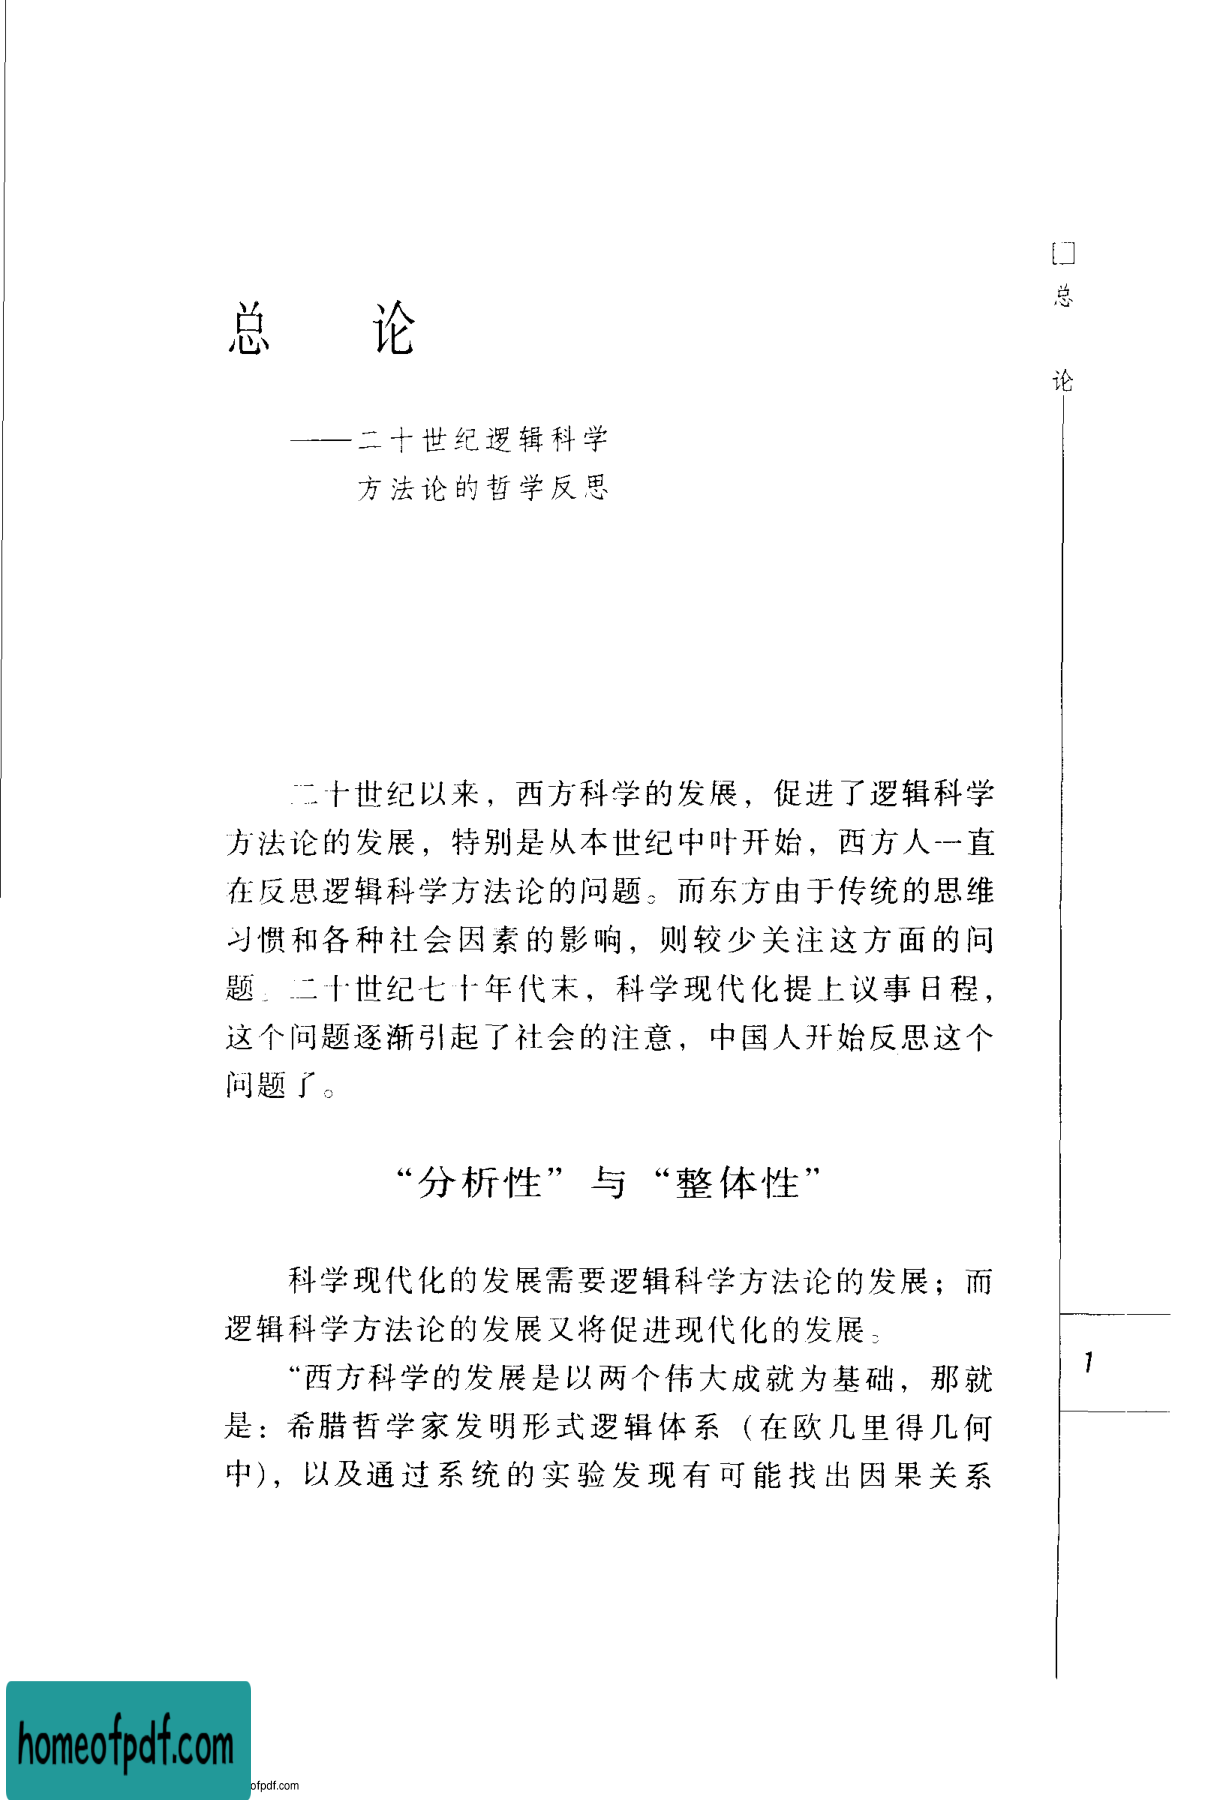 □总 论
总 论
——二十世纪逻辑科学
方法论的哲学反思
二十世纪以来，西方科学的发展，促进了逻辑科学
方法论的发展，特别是从本世纪中叶开始，西方人一直
在反思逻辑科学方法论的问题。而东方由于传统的思维
习惯和各种社会因素的影响，则较少关注这方面的问
题。二十世纪七十年代末，科学现代化提上议事日程，
这个问题逐渐引起了社会的注意，中国人开始反思这个
问题了。
“分析性”与“整体性”
科学现代化的发展需要逻辑科学方法论的发展；而
逻辑科学方法论的发展又将促进现代化的发展。
“西方科学的发展是以两个伟大成就为基础，那就
是：希腊哲学家发明形式逻辑体系（在欧几里得几何
中），以及通过系统的实验发现有可能找出因果关系
1
homeofpdf.com
ofpdf.com